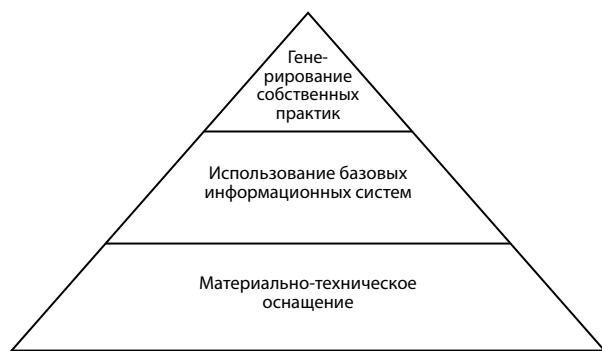 Гене-
рирование
собственных
практик
Использование базовых
информационных систем
Материально-техническое
оснащение